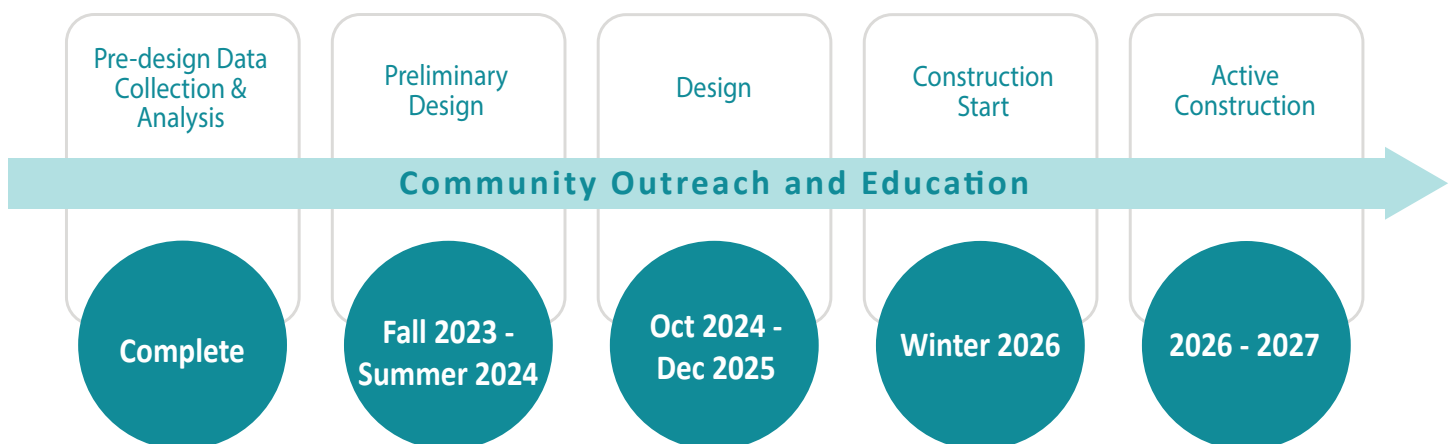 Pre-design Data
Collection &
Analysis
Preliminary
Design
Design
Construction
Start
Active
Construction
Community Outreach and Education
Complete
Fall 2023 -
Summer 2024
Oct 2024 -
Dec 2025
Winter 2026
2026 - 2027